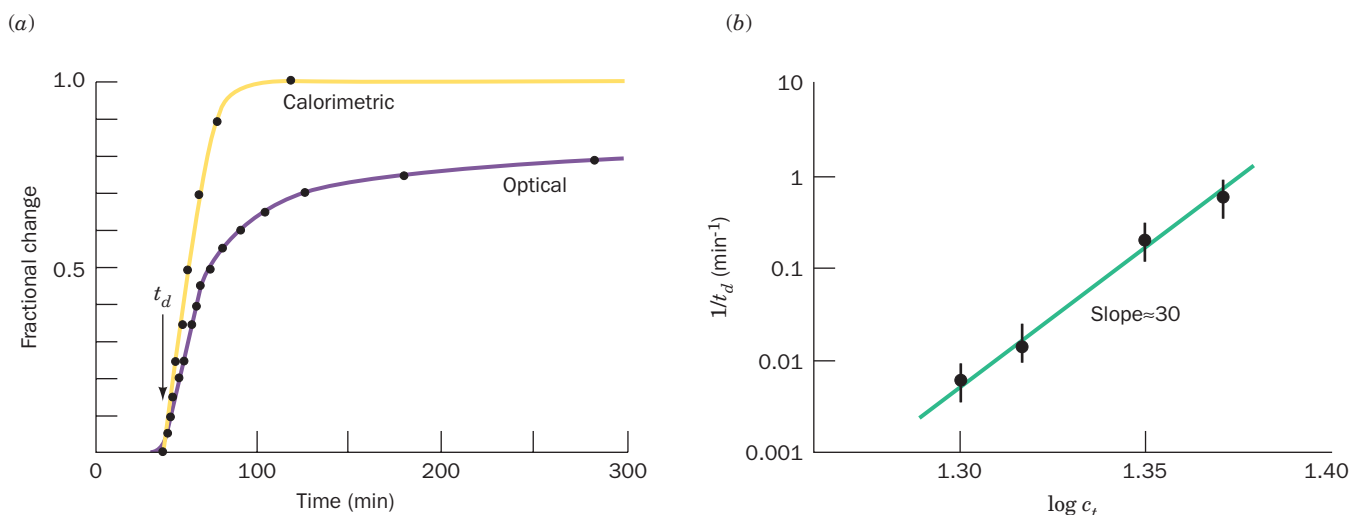 (a)
1.0
0.5
Fractional change
Calorimetric
Optical
t_d
0 100 200 300
Time (min)
(b)
10
1
0.1
0.01
0.001
1/t_d (min⁻¹)
Slope≈30
1.30 1.35 1.40
log c_t